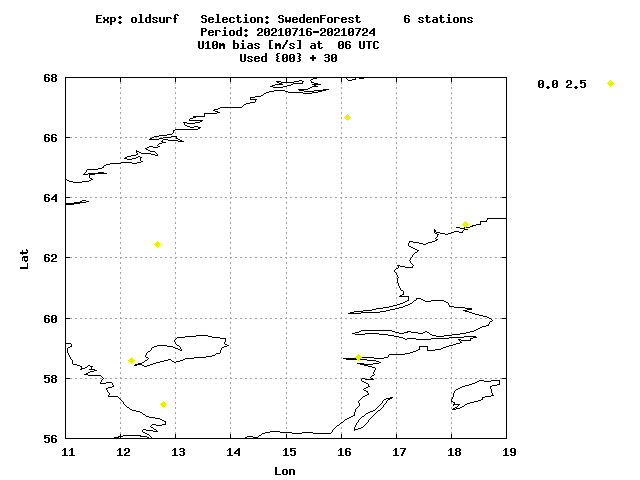 Exp: oldsurf   Selection: SwedenForest      6 stations
Period: 20210716-20210724
U10m bias [m/s] at  06 UTC
Used {00} + 30
0.0 2.5
68
66
64
62
60
58
56
Lat
11 12 13 14 15 16 17 18 19
Lon